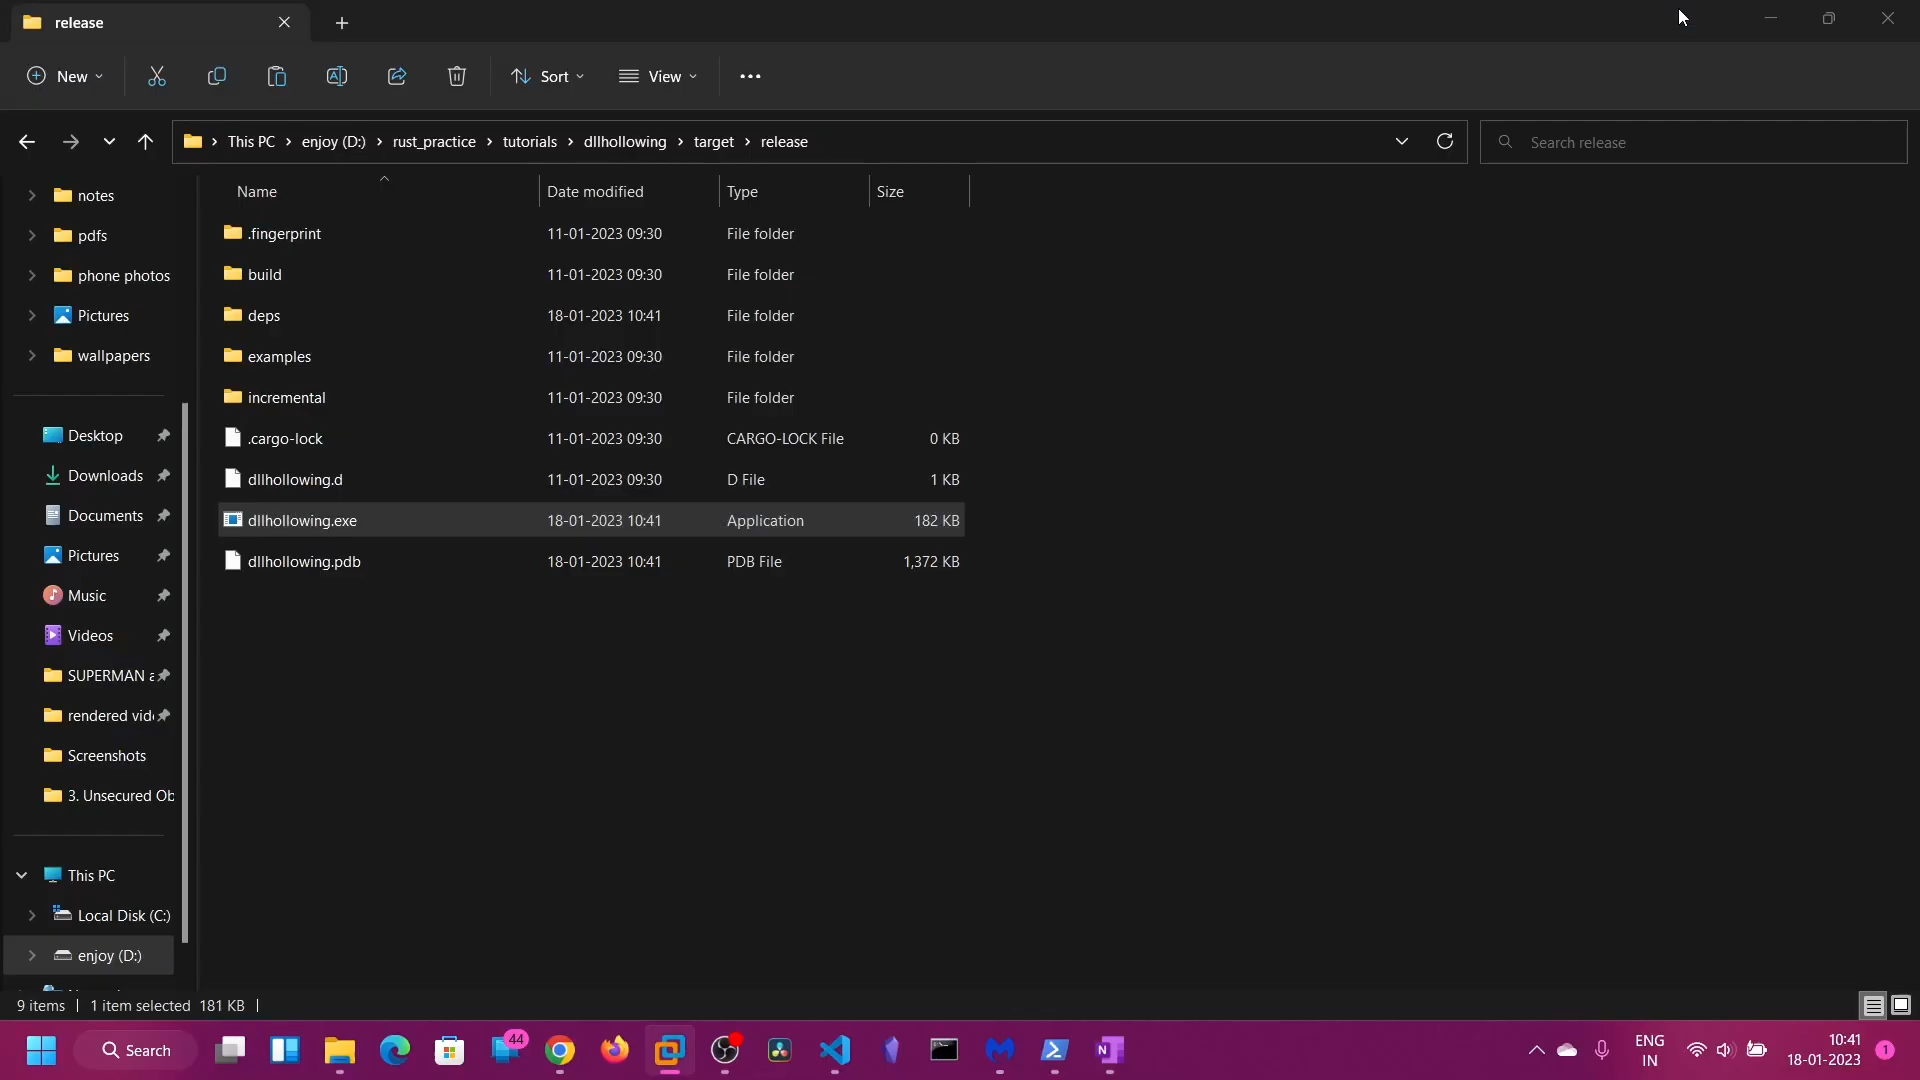 release
New
Sort
View
This PC
enjoy (D:)
rust_practice
tutorials
dllhollowing
target
release
Search release
notes
pdfs
phone photos
Pictures
wallpapers
Desktop
Downloads
Documents
Pictures
Music
Videos
SUPERMAN
rendered
Screenshots
3. Unsecured
This PC
Local Disk (C:)
enjoy (D:)
Name Date modified Type Size
.fingerprint 11-01-2023 09:30 File folder
build 11-01-2023 09:30 File folder
deps 18-01-2023 10:41 File folder
examples 11-01-2023 09:30 File folder
incremental 11-01-2023 09:30 File folder
.cargo-lock 11-01-2023 09:30 CARGO-LOCK File 0 KB
dllhollowing.d 11-01-2023 09:30 D File 1 KB
dllhollowing.exe 18-01-2023 10:41 Application 182 KB
dllhollowing.pdb 18-01-2023 10:41 PDB File 1,372 KB
9 items 1 item selected 181 KB
Search
44
N
ENG
IN
10:41
18-01-2023
1